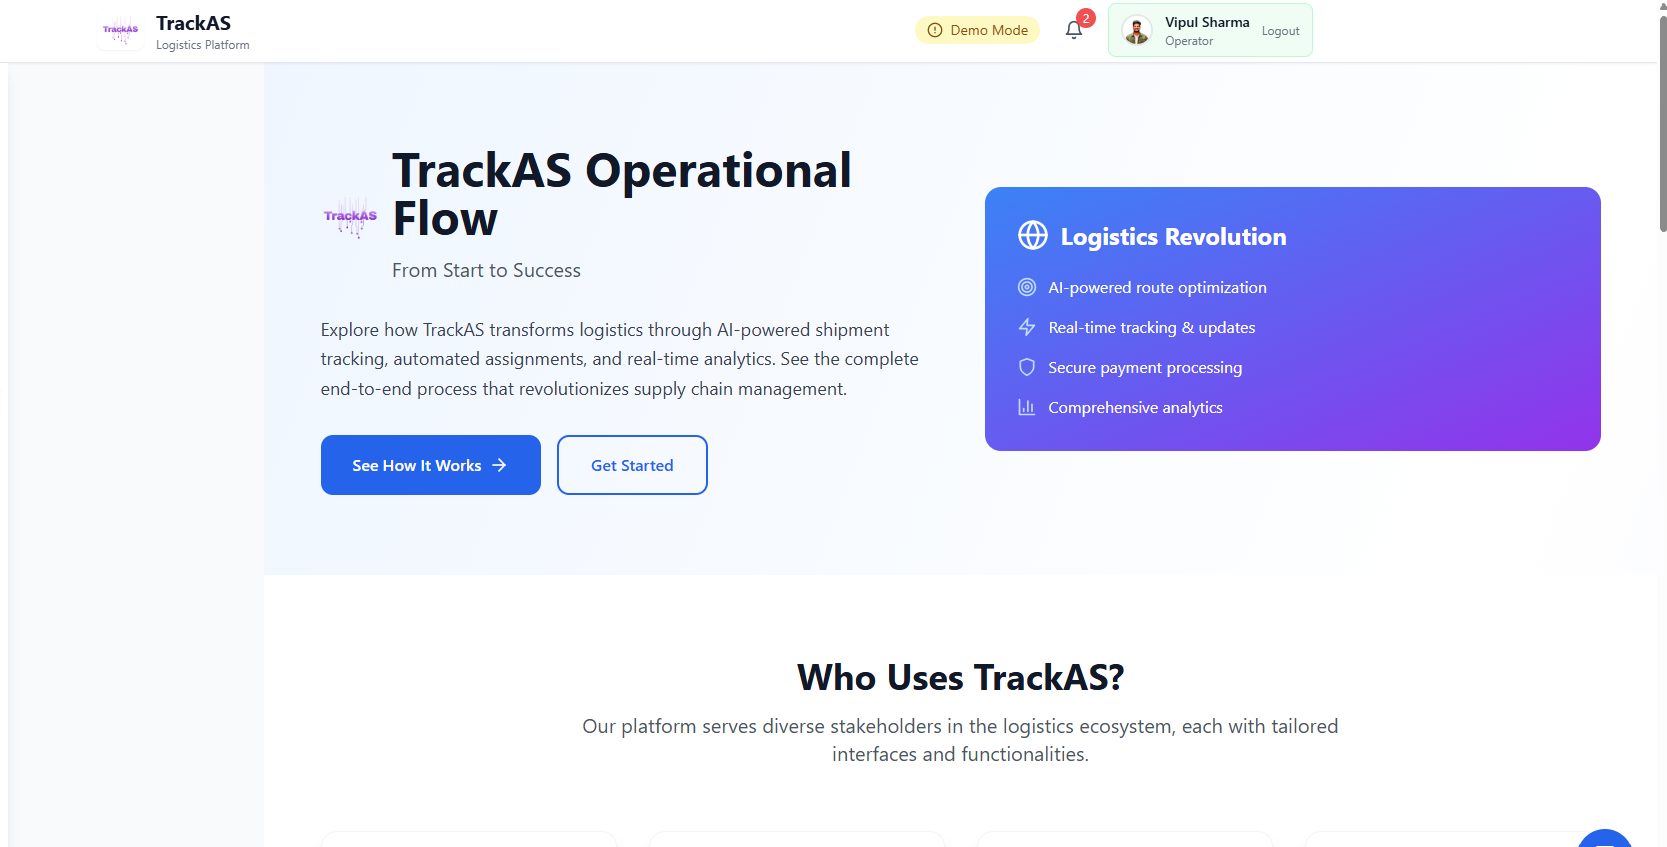 TrackAS
TrackAS
Logistics Platform
Demo Mode
2
Vipul Sharma
Operator
Logout
TrackAS
TrackAS Operational
Flow
From Start to Success
Explore how TrackAS transforms logistics through AI-powered shipment
tracking, automated assignments, and real-time analytics. See the complete
end-to-end process that revolutionizes supply chain management.
See How It Works
Get Started
Logistics Revolution
AI-powered route optimization
Real-time tracking & updates
Secure payment processing
Comprehensive analytics
Who Uses TrackAS?
Our platform serves diverse stakeholders in the logistics ecosystem, each with tailored
interfaces and functionalities.